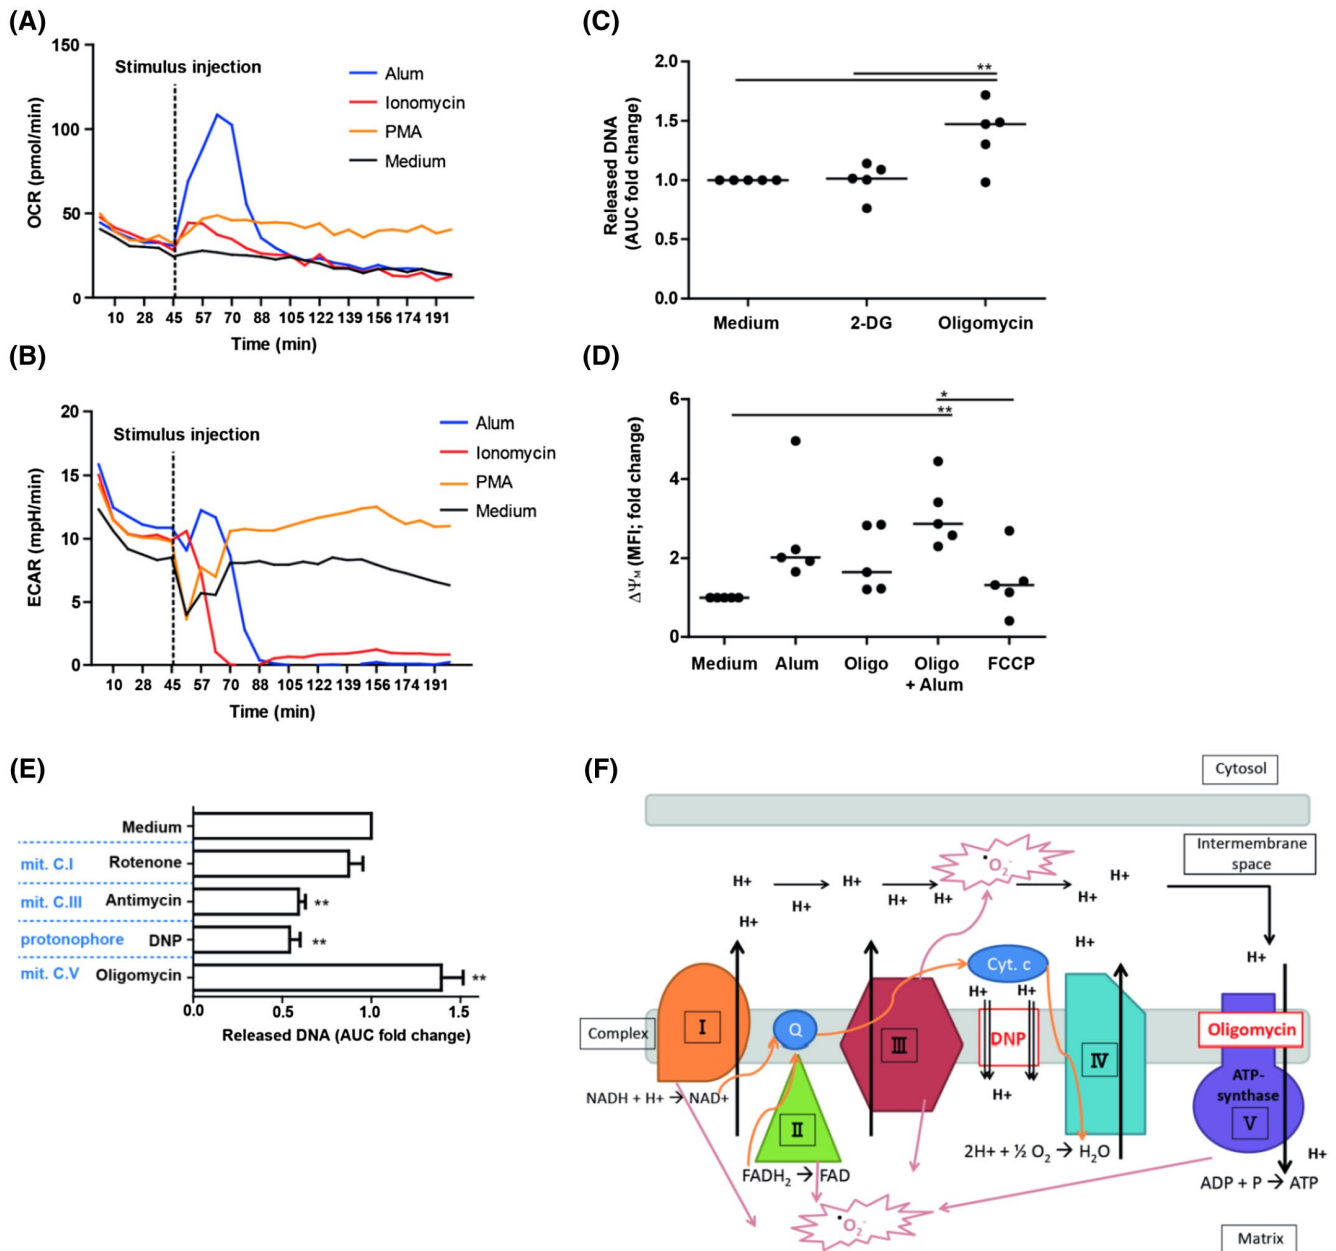 (A)
150
100
50
0
OCR (pmol/min)
Stimulus injection
Alum
Ionomycin
PMA
Medium
10 28 45 57 70 88 105 122 139 156 174 191
Time (min)
(B)
20
15
10
5
0
ECAR (mpH/min)
Stimulus injection
Alum
Ionomycin
PMA
Medium
10 28 45 57 70 88 105 122 139 156 174 191
Time (min)
(C)
2.0
1.5
1.0
0.5
0.0
Released DNA
(AUC fold change)
**
Medium 2-DG Oligomycin
(D)
6
4
2
0
ΔΨM (MFI; fold change)
*
**
Medium Alum Oligo Oligo FCCP
+ Alum
(E)
Medium
mit. C.I Rotenone
mit. C.III Antimycin **
protonophore DNP **
mit. C.V Oligomycin **
0.0 0.5 1.0 1.5
Released DNA (AUC fold change)
(F)
Cytosol
Intermembrane
space
•O2-
H+ H+ H+
H+ H+ H+ H+
H+
H+
H+
Cyt. c
H+ H+
Complex
I
Q
III
DNP
IV
Oligomycin
ATP-
synthase
V
H+
NADH + H+ → NAD+
II
2H+ + ½ O2 → H2O
H+
FADH2 → FAD
ADP + P → ATP
•O2-
Matrix